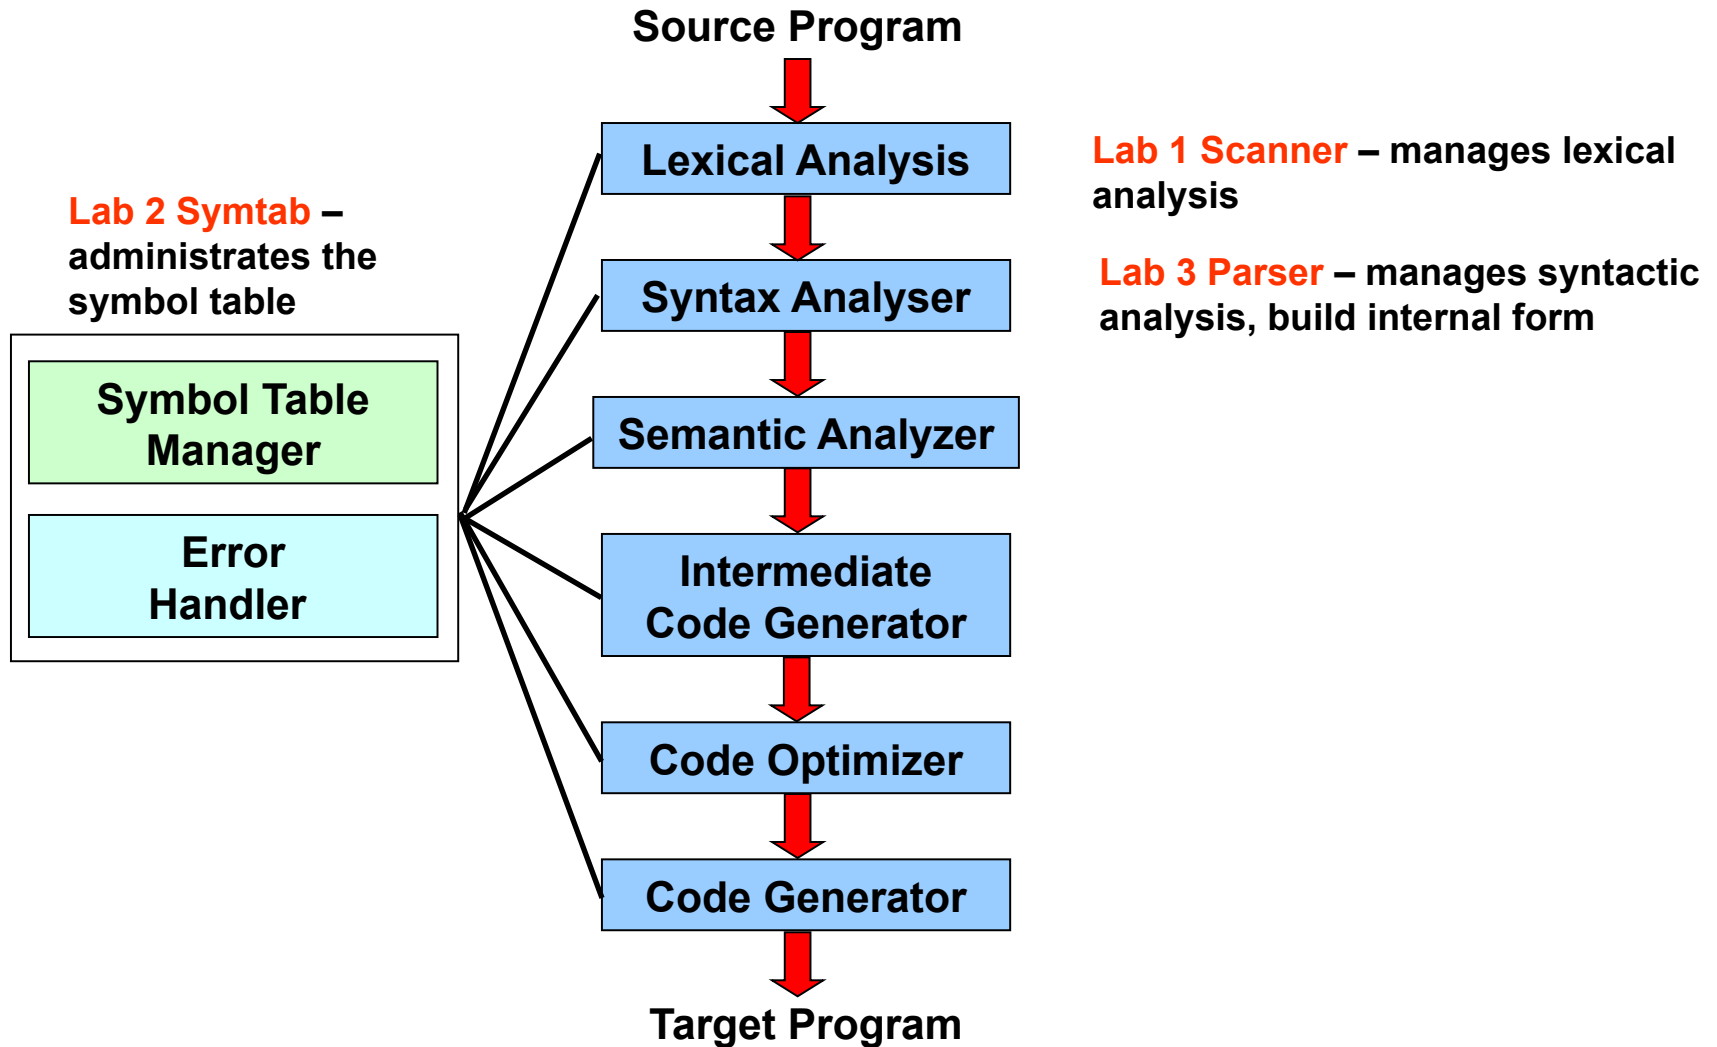 Source Program
Lexical Analysis
Lab 1 Scanner – manages lexical
analysis
Lab 2 Symtab –
administrates the
symbol table
Syntax Analyser
Lab 3 Parser – manages syntactic
analysis, build internal form
Symbol Table
Manager
Semantic Analyzer
Error
Handler
Intermediate
Code Generator
Code Optimizer
Code Generator
Target Program